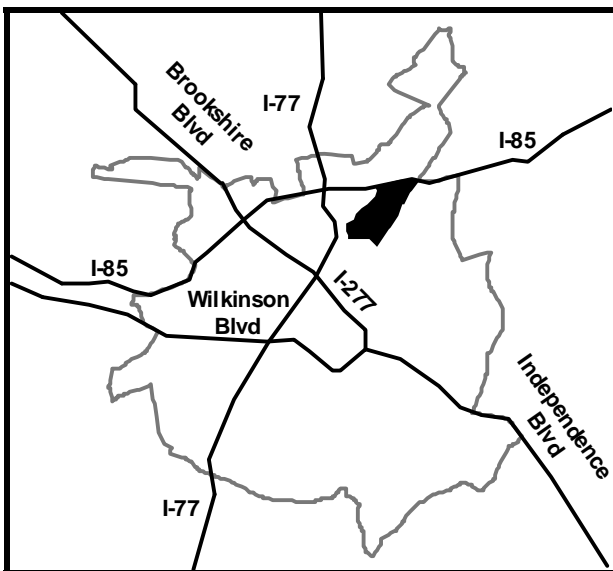 Brookshire
Blvd
I-77
I-85
I-85
I-277
Wilkinson
Blvd
Independence
Blvd
I-77